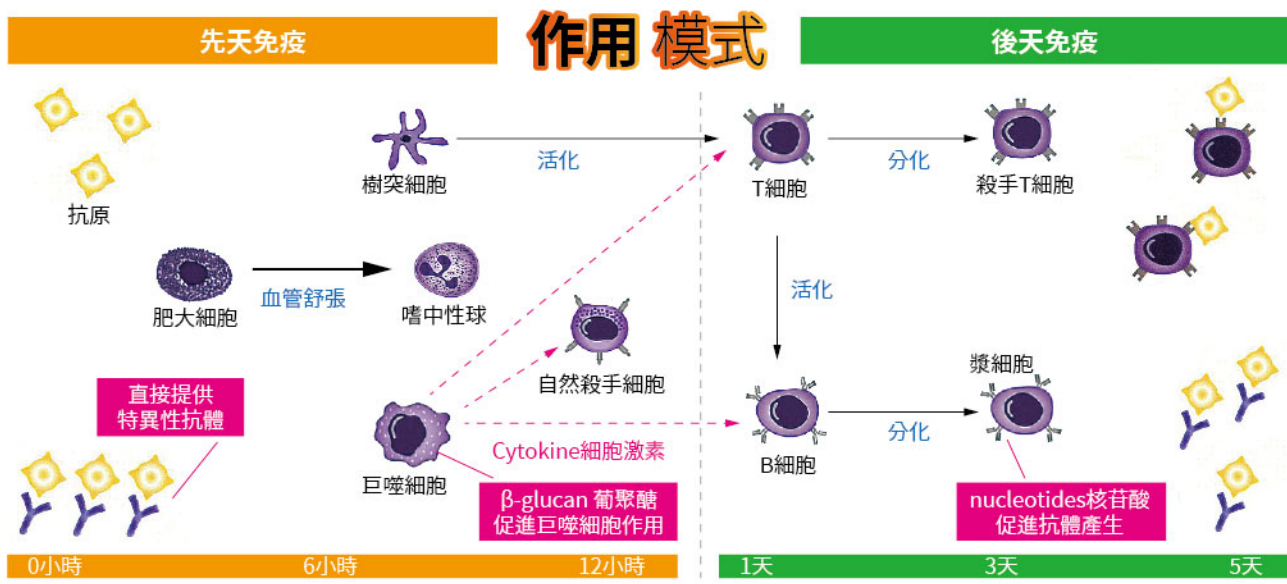 先天免疫
作用模式
後天免疫
抗原
樹突細胞
活化
T細胞
分化
殺手T細胞
肥大細胞
血管舒張
嗜中性球
自然殺手細胞
活化
直接提供
特異性抗體
巨噬細胞
Cytokine細胞激素
β-glucan 葡聚醣
促進巨噬細胞作用
B細胞
分化
漿細胞
nucleotides核苷酸
促進抗體產生
0小時
6小時
12小時
1天
3天
5天